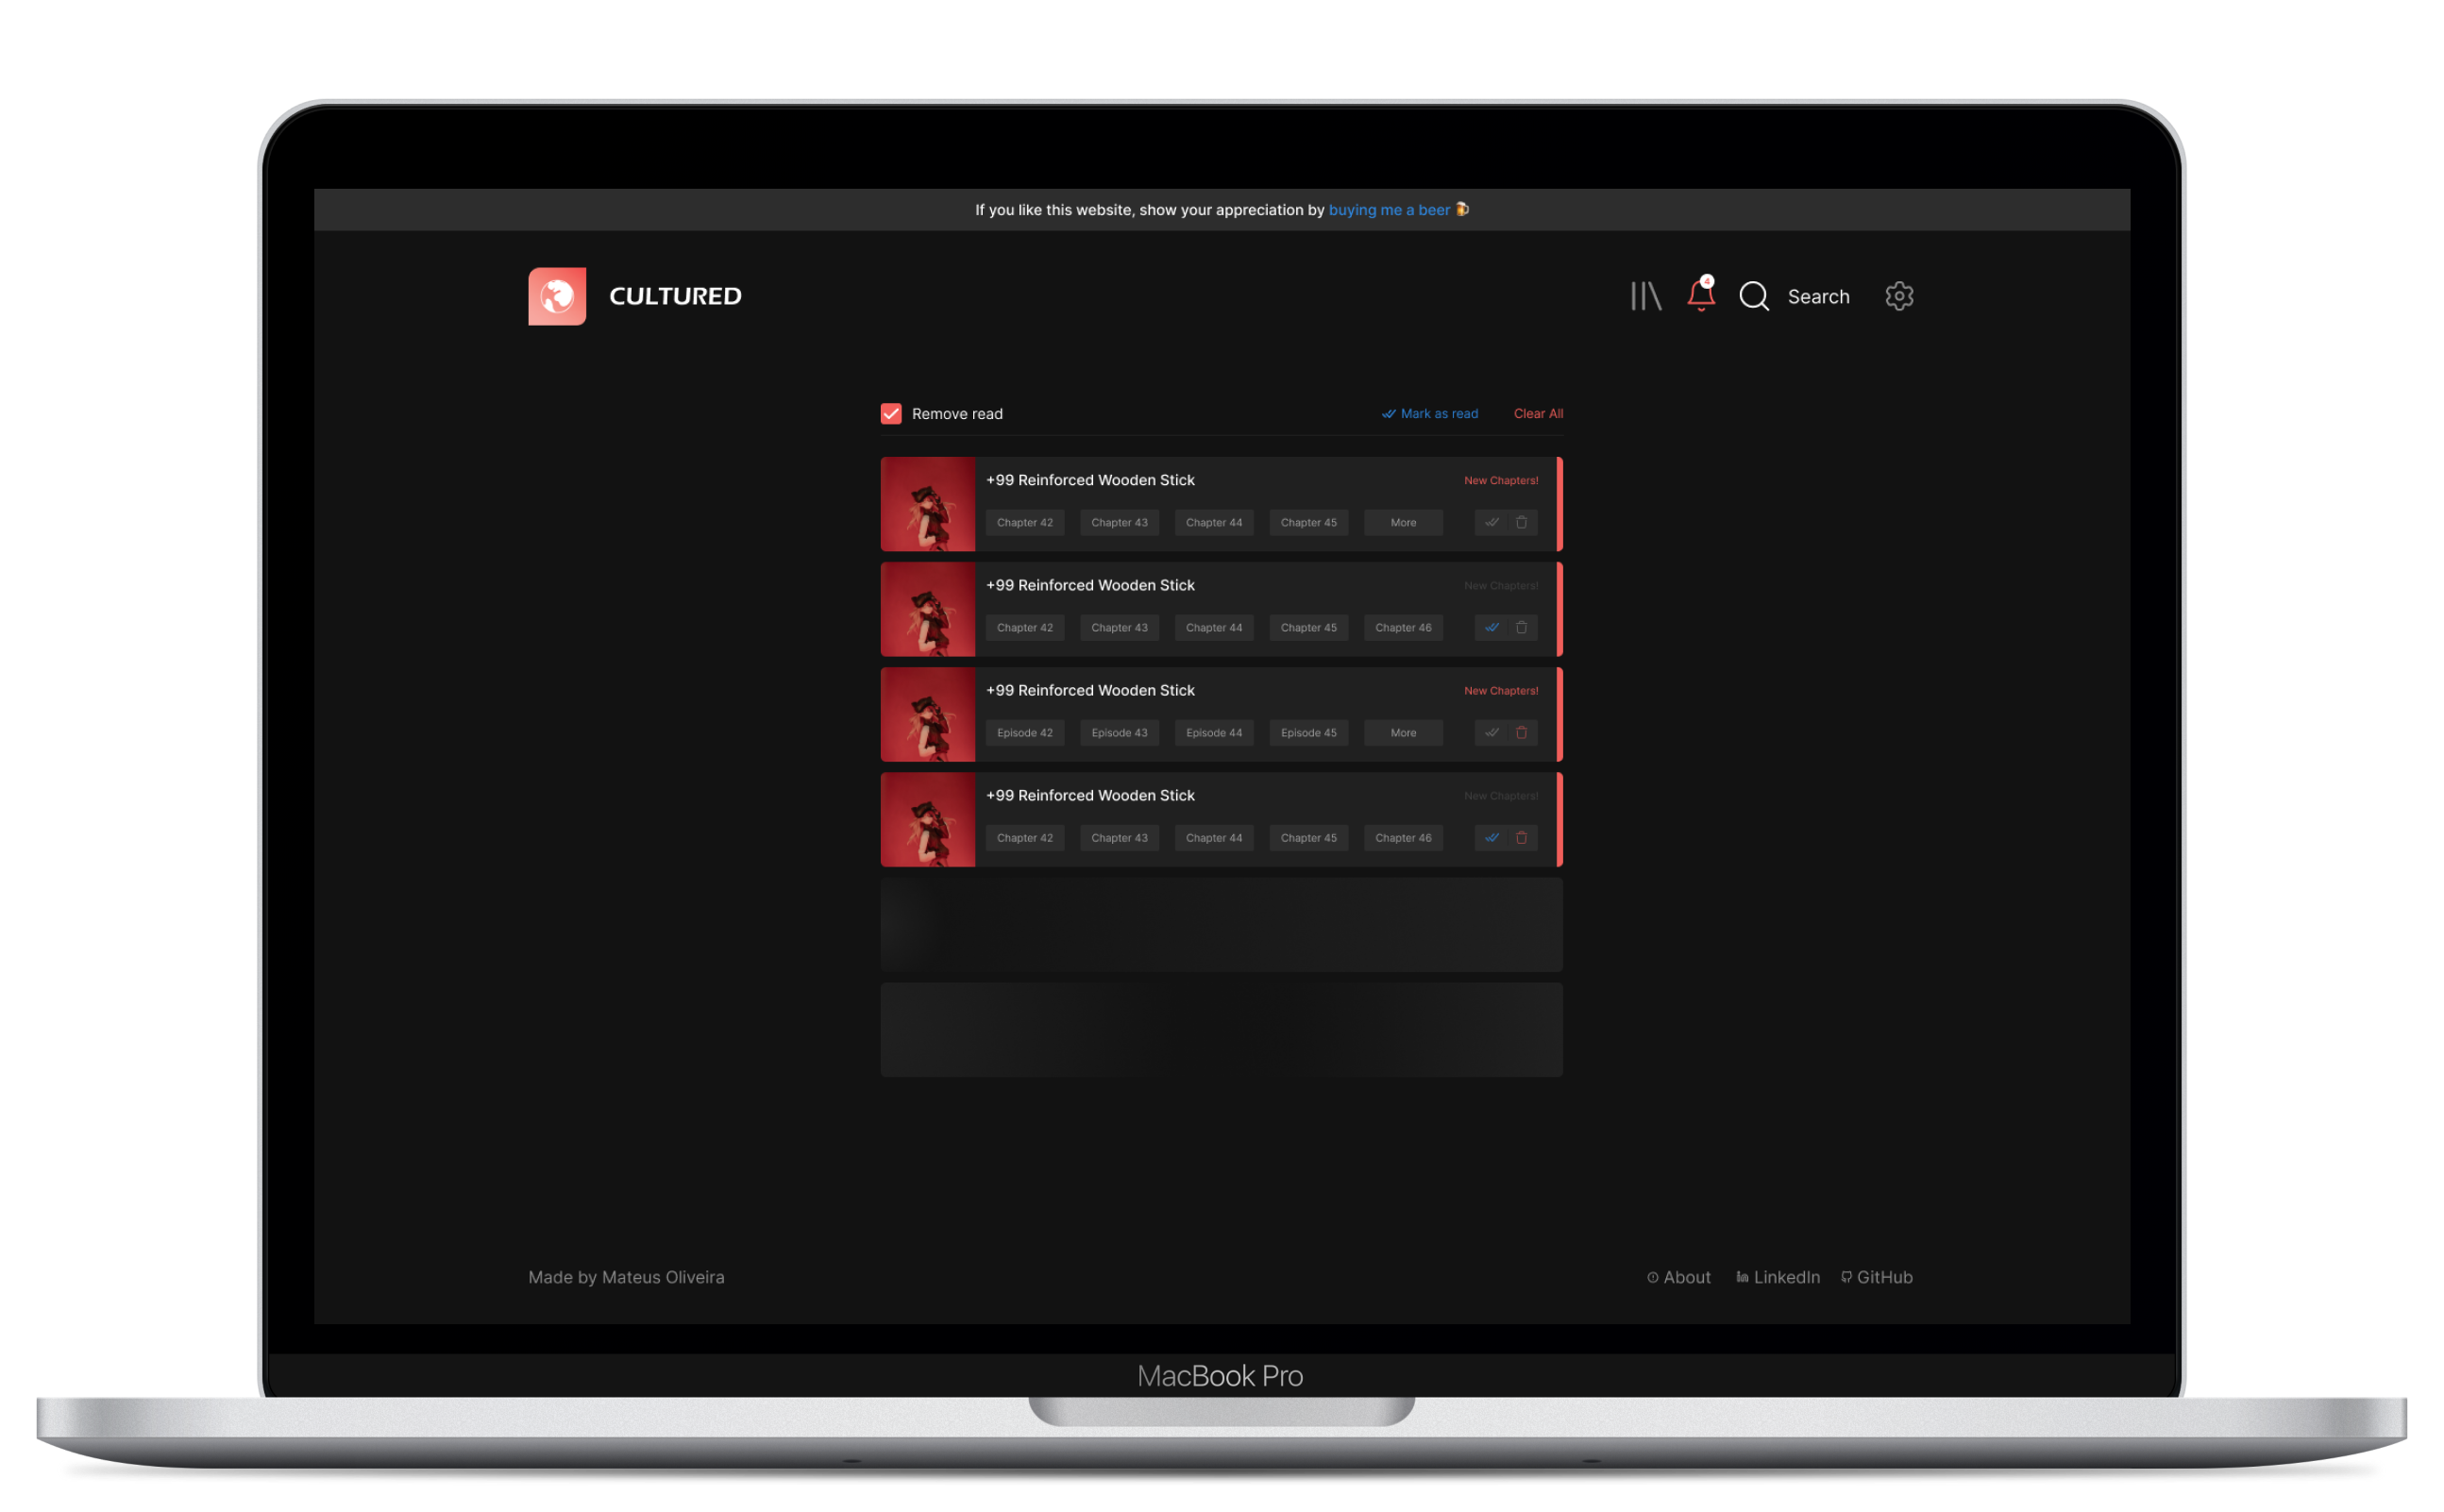 If you like this website, show your appreciation by buying me a beer
CULTURED
4
Search
Remove read
Mark as read
Clear All
+99 Reinforced Wooden Stick
New Chapters!
Chapter 42 Chapter 43 Chapter 44 Chapter 45 More
+99 Reinforced Wooden Stick
New Chapters!
Chapter 42 Chapter 43 Chapter 44 Chapter 45 Chapter 46
+99 Reinforced Wooden Stick
New Chapters!
Episode 42 Episode 43 Episode 44 Episode 45 More
+99 Reinforced Wooden Stick
New Chapters!
Chapter 42 Chapter 43 Chapter 44 Chapter 45 Chapter 46
Made by Mateus Oliveira
About LinkedIn GitHub
MacBook Pro